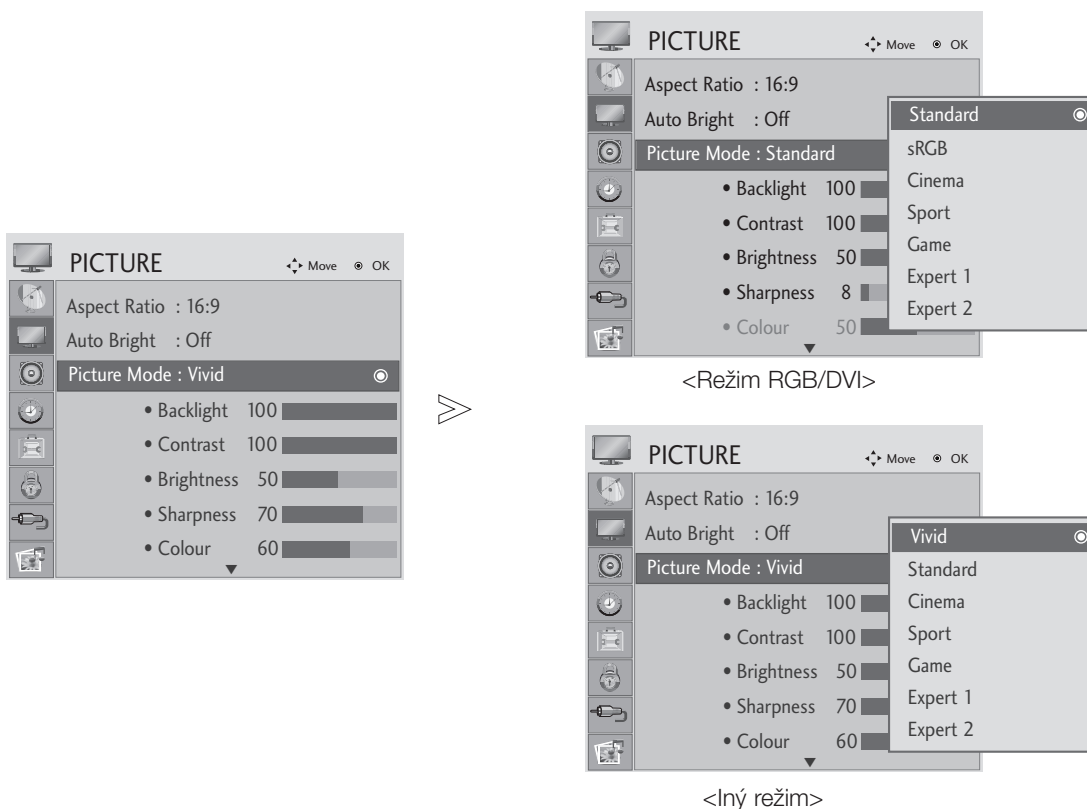 PICTURE Move OK
Aspect Ratio : 16:9
Auto Bright : Off
Picture Mode : Vivid
• Backlight 100
• Contrast 100
• Brightness 50
• Sharpness 70
• Colour 60
PICTURE Move OK
Aspect Ratio : 16:9
Auto Bright : Off
Picture Mode : Standard
• Backlight 100
• Contrast 100
• Brightness 50
• Sharpness 8
• Colour 50
Standard
sRGB
Cinema
Sport
Game
Expert 1
Expert 2
<Režim RGB/DVI>
PICTURE Move OK
Aspect Ratio : 16:9
Auto Bright : Off
Picture Mode : Vivid
• Backlight 100
• Contrast 100
• Brightness 50
• Sharpness 70
• Colour 60
Vivid
Standard
Cinema
Sport
Game
Expert 1
Expert 2
<Iný režim>